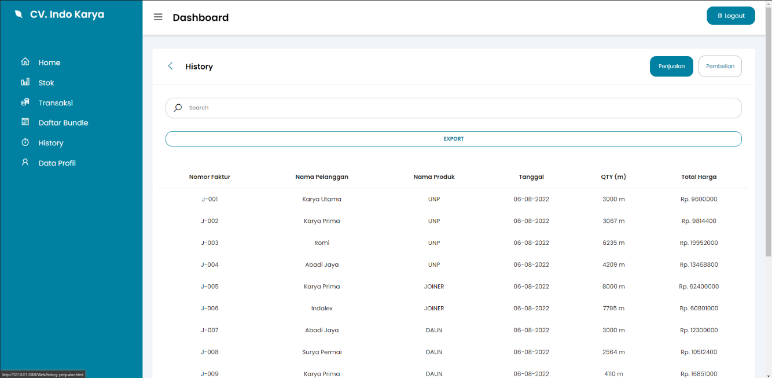 CV. Indo Karya
Dashboard
Logout
Home
Stok
Transaksi
Daftar Bundle
History
Data Profil
History
Penjualan
Pembelian
Search
EXPORT
Nomor Faktur Nama Pelanggan Nama Produk Tanggal QTY (m) Total Harga
J-001 Karya Utama UNP 06-08-2022 3000 m Rp. 9600000
J-002 Karya Prima UNP 06-08-2022 3067 m Rp. 9814400
J-003 Romi UNP 06-08-2022 6235 m Rp. 19952000
J-004 Abadi Jaya UNP 06-08-2022 4209 m Rp. 13468800
J-005 Karya Prima JOINER 06-08-2022 8000 m Rp. 62400000
J-006 Indalex JOINER 06-08-2022 7795 m Rp. 60801000
J-007 Abadi Jaya DAUN 06-08-2022 3000 m Rp. 12300000
J-008 Surya Permai DAUN 06-08-2022 2564 m Rp. 10512400
J-009 Karya Prima DAUN 06-08-2022 4110 m Rp. 16851000